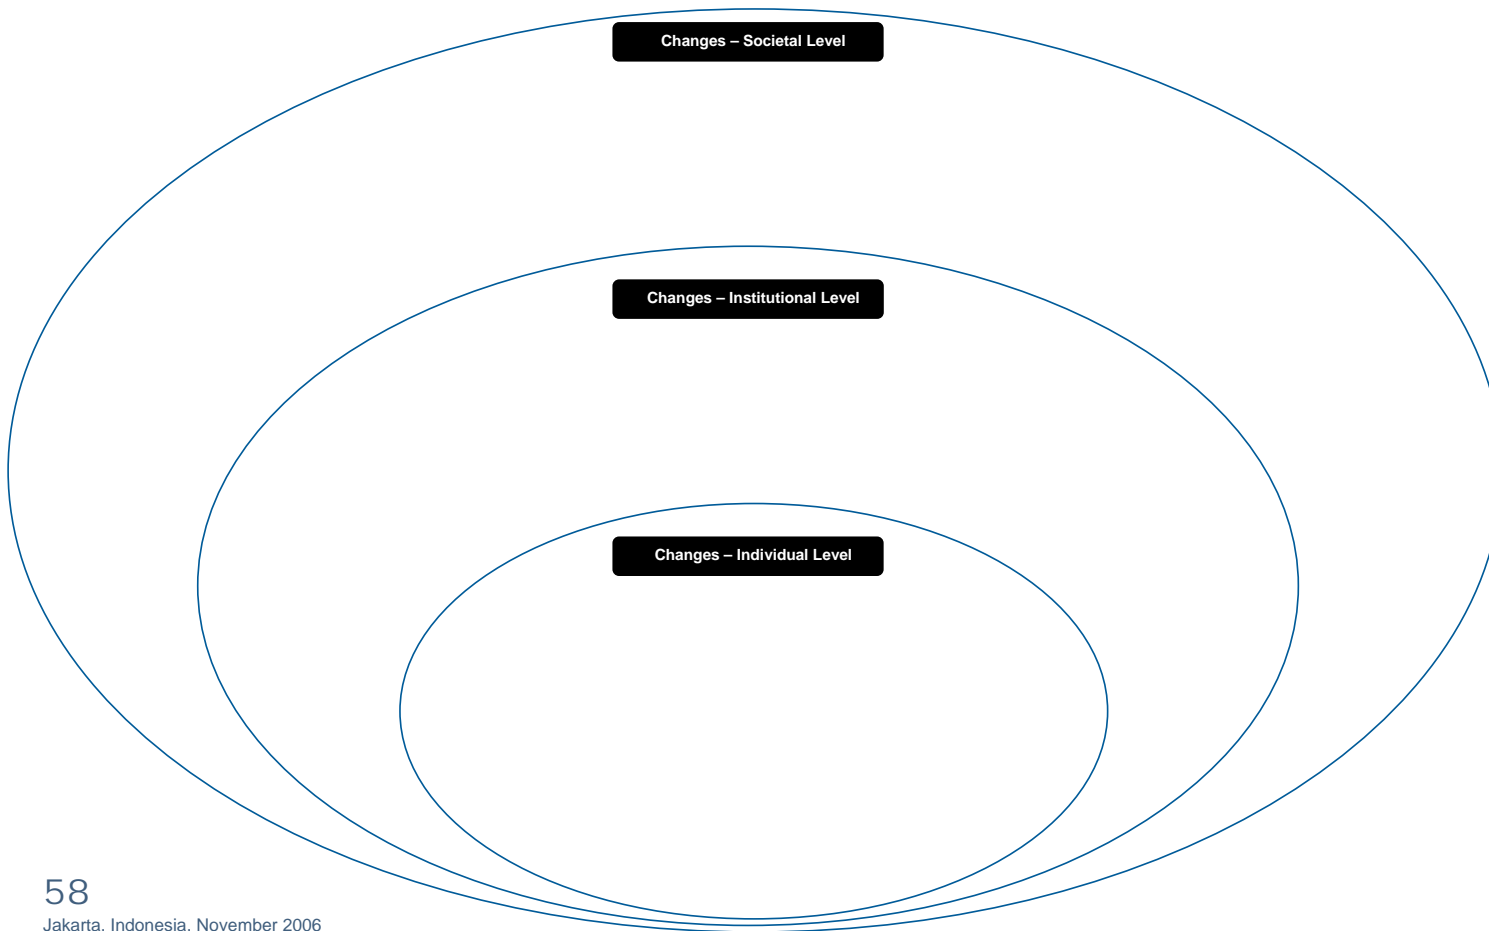 Changes – Societal Level
Changes – Institutional Level
Changes – Individual Level
58
Jakarta, Indonesia, November 2006